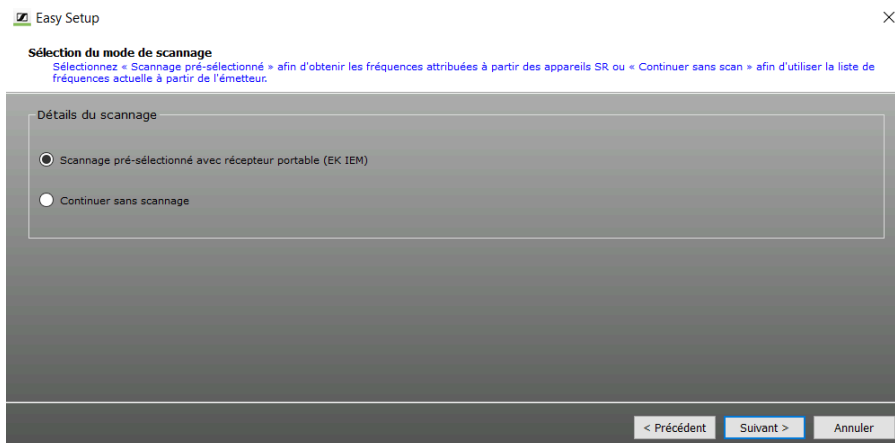 Easy Setup
Sélection du mode de scannage
Sélectionnez « Scannage pré-sélectionné » afin d'obtenir les fréquences attribuées à partir des appareils SR ou « Continuer sans scan » afin d'utiliser la liste de
fréquences actuelle à partir de l'émetteur.
Détails du scannage
Scannage pré-sélectionné avec récepteur portable (EK IEM)
Continuer sans scannage
< Précédent Suivant > Annuler